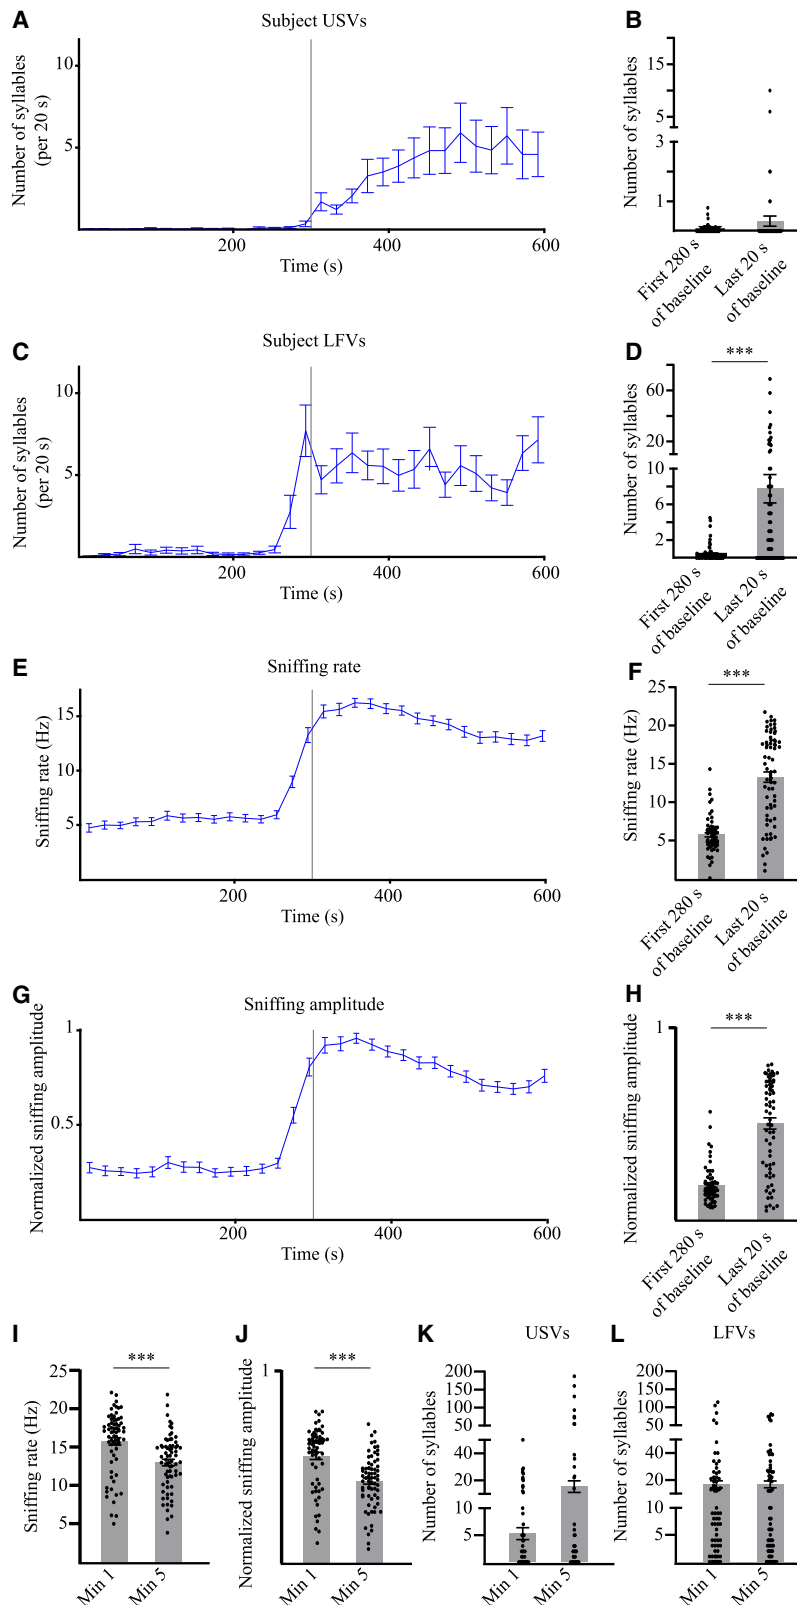 A
Subject USVs
Number of syllables
(per 20 s)
10
5
200
400
600
Time (s)
B
Number of syllables
15
5
3
1
First 280 s
of baseline
Last 20 s
of baseline
C
Subject LFVs
Number of syllables
(per 20 s)
10
5
200
400
600
Time (s)
D
***
Number of syllables
60
20
10
8
6
4
2
First 280 s
of baseline
Last 20 s
of baseline
E
Sniffing rate
Sniffing rate (Hz)
15
10
5
200
400
600
Time (s)
F
***
Sniffing rate (Hz)
25
20
15
10
5
First 280 s
of baseline
Last 20 s
of baseline
G
Sniffing amplitude
Normalized sniffing amplitude
1
0.5
200
400
600
Time (s)
H
***
Normalized sniffing amplitude
1
First 280 s
of baseline
Last 20 s
of baseline
I
***
Sniffing rate (Hz)
25
20
15
10
5
Min 1
Min 5
J
***
Normalized sniffing amplitude
1
Min 1
Min 5
K
USVs
Number of syllables
200
150
100
50
40
20
10
5
Min 1
Min 5
L
LFVs
Number of syllables
200
150
100
50
40
20
10
5
Min 1
Min 5